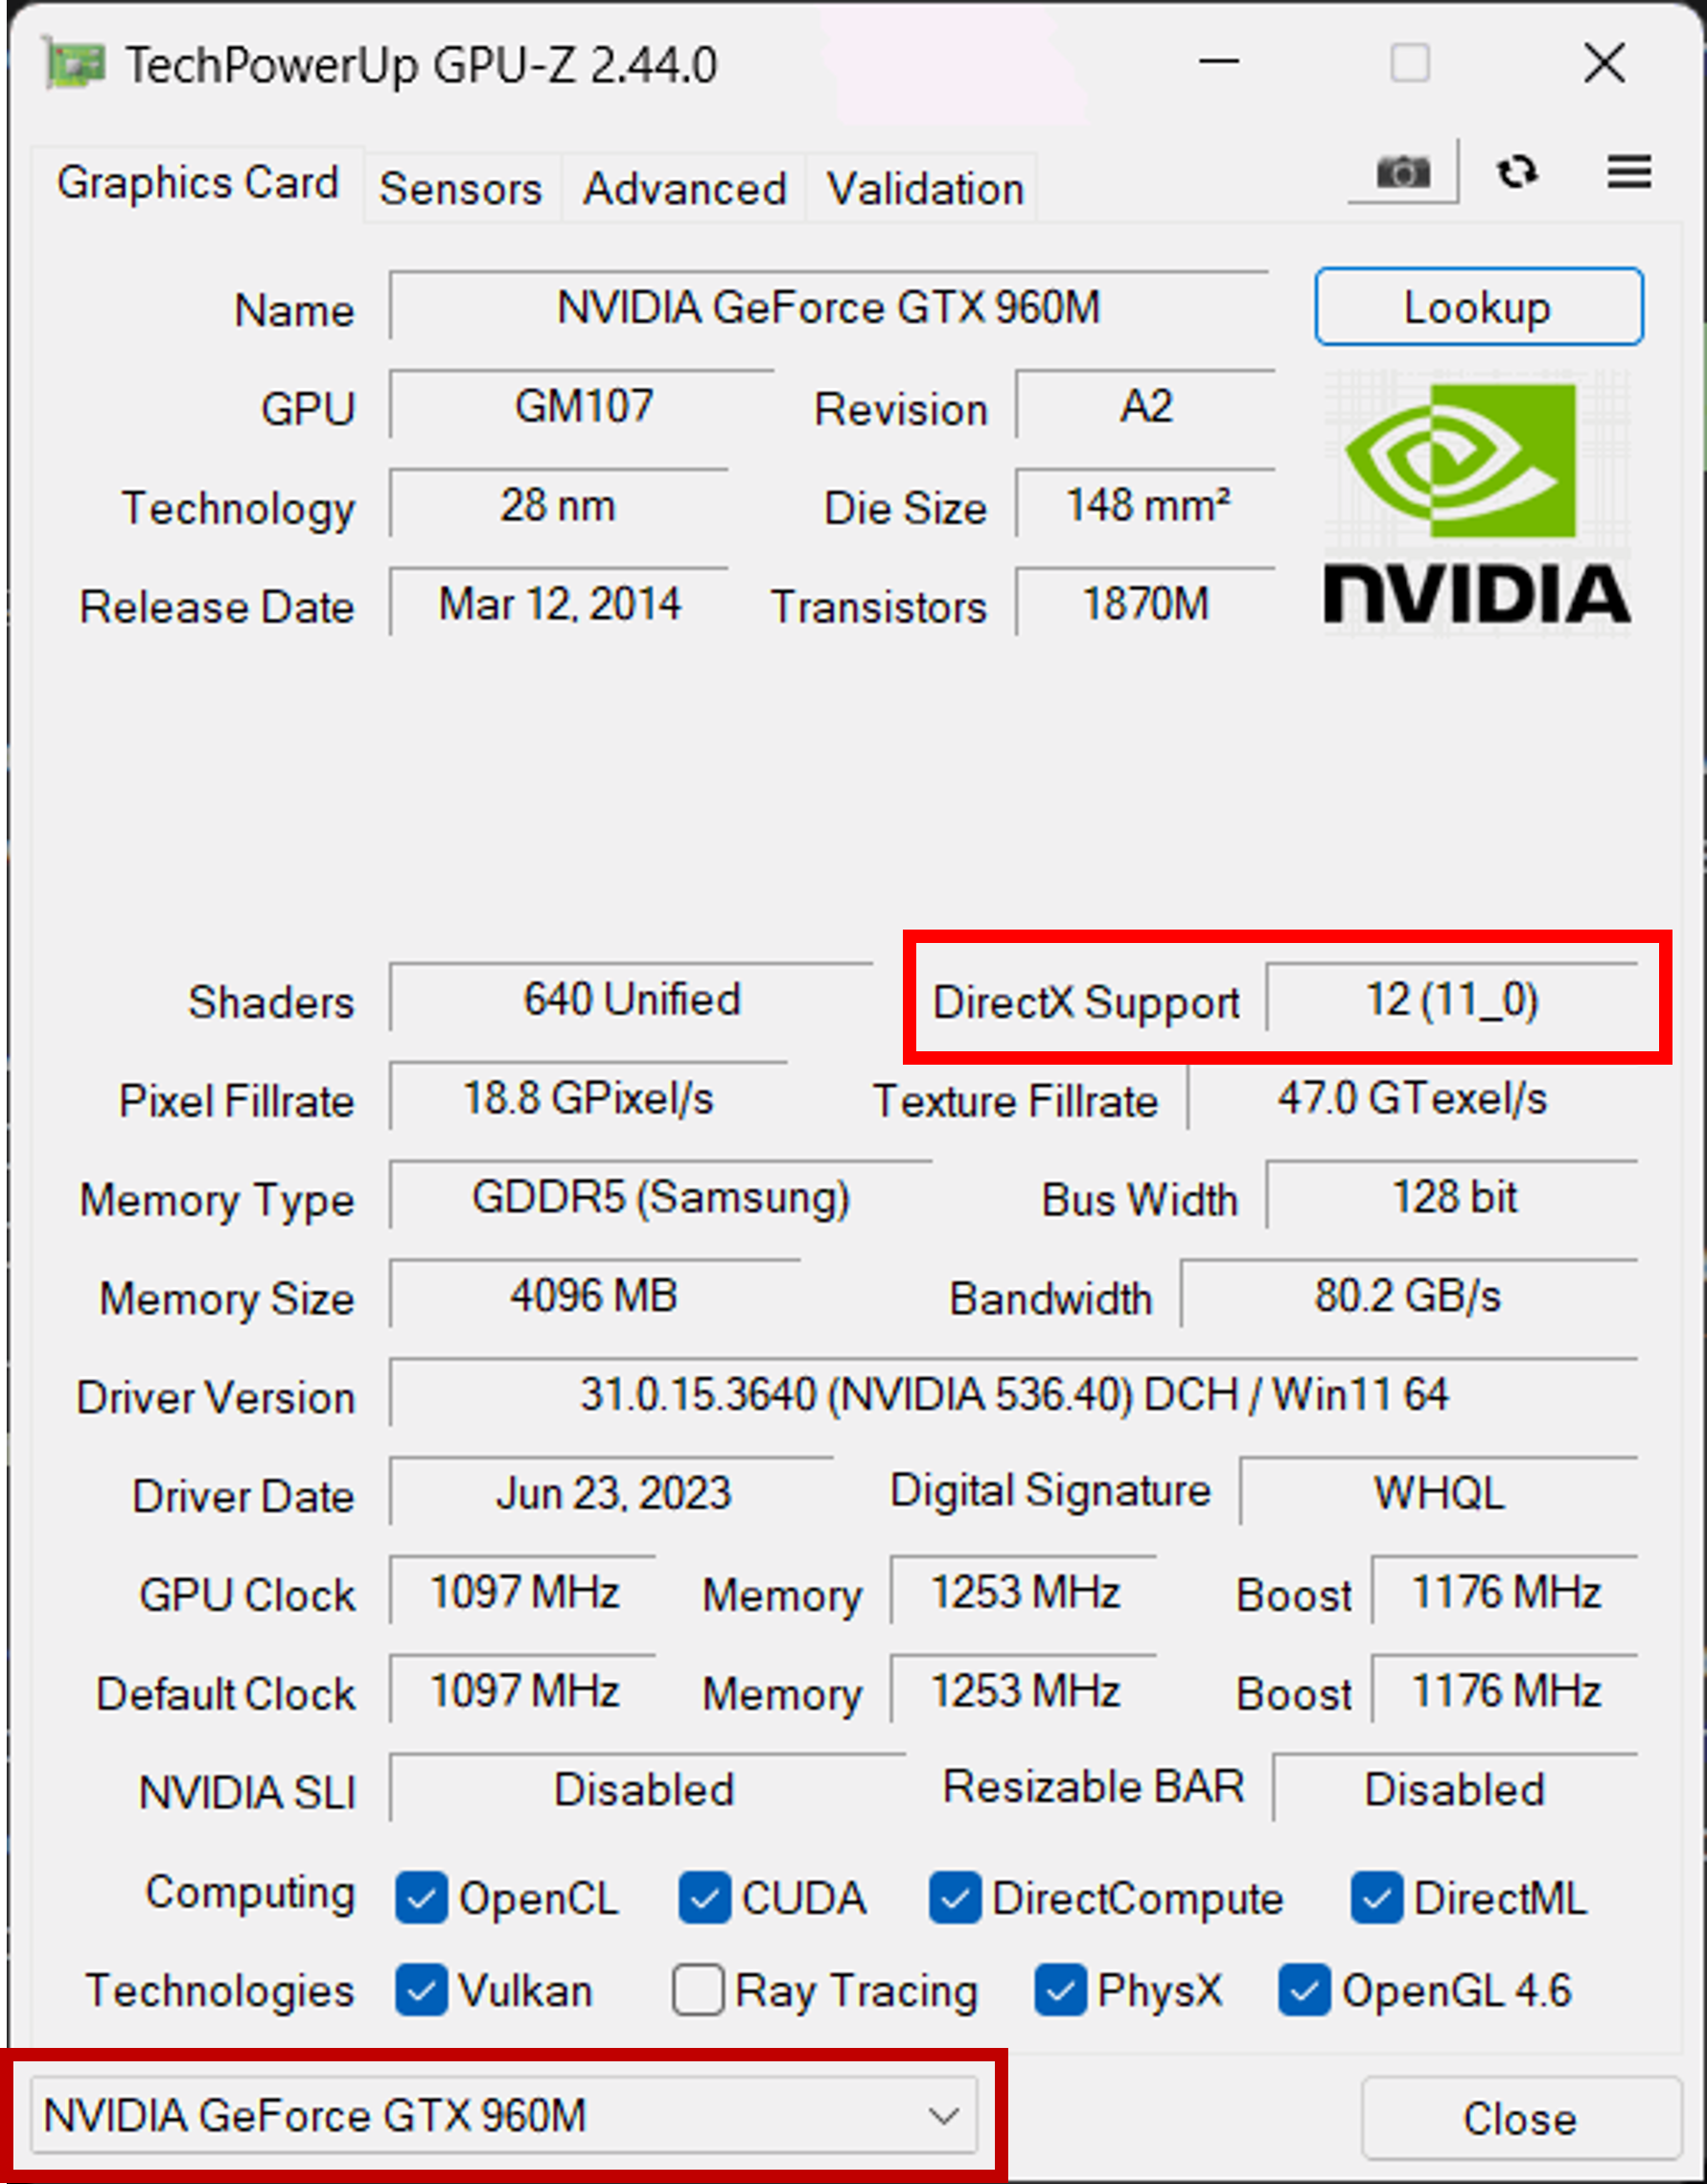 TechPowerUp GPU-Z 2.44.0
Graphics Card Sensors Advanced Validation
Name NVIDIA GeForce GTX 960M Lookup
GPU GM107 Revision A2
Technology 28 nm Die Size 148 mm²
Release Date Mar 12, 2014 Transistors 1870M
NVIDIA
Shaders 640 Unified DirectX Support 12 (11_0)
Pixel Fillrate 18.8 GPixel/s Texture Fillrate 47.0 GTexel/s
Memory Type GDDR5 (Samsung) Bus Width 128 bit
Memory Size 4096 MB Bandwidth 80.2 GB/s
Driver Version 31.0.15.3640 (NVIDIA 536.40) DCH / Win11 64
Driver Date Jun 23, 2023 Digital Signature WHQL
GPU Clock 1097 MHz Memory 1253 MHz Boost 1176 MHz
Default Clock 1097 MHz Memory 1253 MHz Boost 1176 MHz
NVIDIA SLI Disabled Resizable BAR Disabled
Computing OpenCL CUDA DirectCompute DirectML
Technologies Vulkan Ray Tracing PhysX OpenGL 4.6
NVIDIA GeForce GTX 960M Close